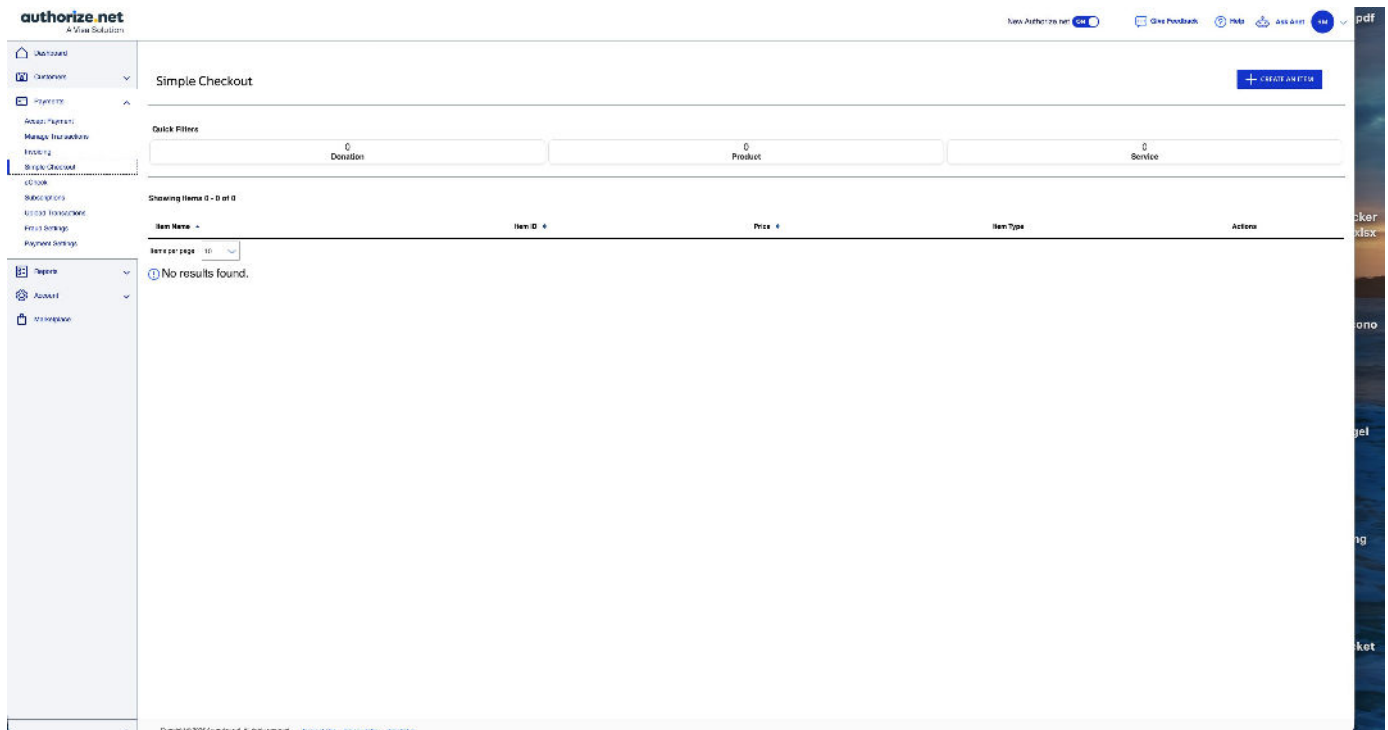 authorize.net
A Visa Solution
New Authorize.net ON
Give Feedback
Help
Ask Anet
Dashboard
Customers
Payments
Accept Payment
Manage Transactions
Invoicing
Simple Checkout
eCheck
Subscriptions
Upload Transactions
Fraud Settings
Payment Settings
Reports
Account
Marketplace
Simple Checkout
CREATE AN ITEM
Quick Filters
0
Donation
0
Product
0
Service
Showing Items 0 - 0 of 0
Item Name
Item ID
Price
Item Type
Actions
Items per page 10
No results found.
pdf
cker
xlsx
ono
gel
ng
ket